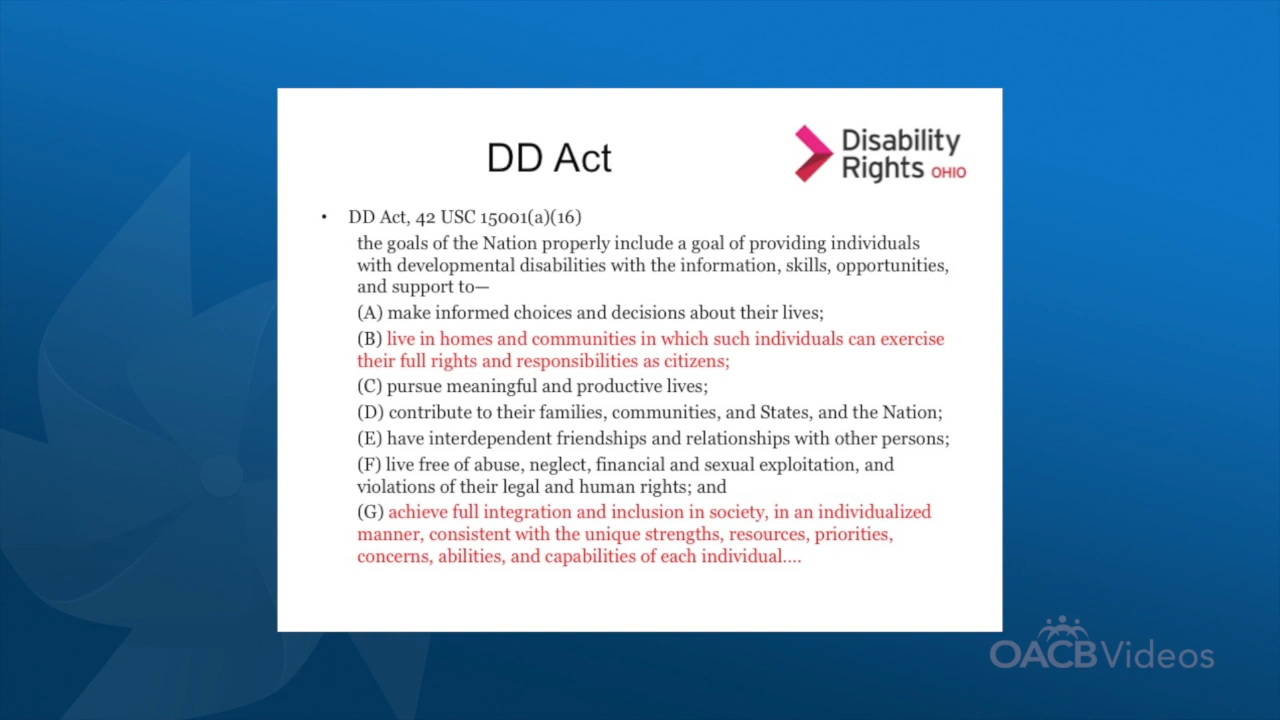 DD Act
Disability
Rights OHIO
• DD Act, 42 USC 15001(a)(16)
the goals of the Nation properly include a goal of providing individuals
with developmental disabilities with the information, skills, opportunities,
and support to—
(A) make informed choices and decisions about their lives;
(B) live in homes and communities in which such individuals can exercise
their full rights and responsibilities as citizens;
(C) pursue meaningful and productive lives;
(D) contribute to their families, communities, and States, and the Nation;
(E) have interdependent friendships and relationships with other persons;
(F) live free of abuse, neglect, financial and sexual exploitation, and
violations of their legal and human rights; and
(G) achieve full integration and inclusion in society, in an individualized
manner, consistent with the unique strengths, resources, priorities,
concerns, abilities, and capabilities of each individual....
OACBVideos